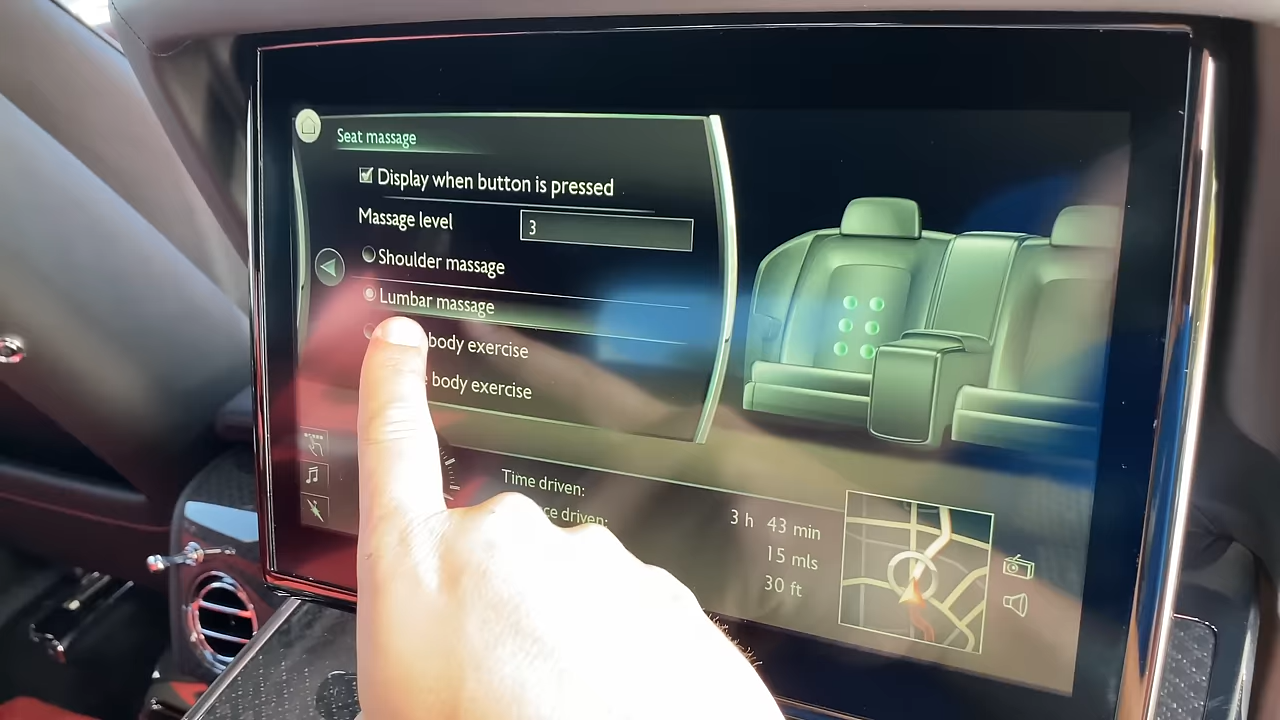 Seat massage
Display when button is pressed
Massage level
3
Shoulder massage
Lumbar massage
body exercise
body exercise
Time driven:
driven:
3 h 43 min
15 mls
30 ft